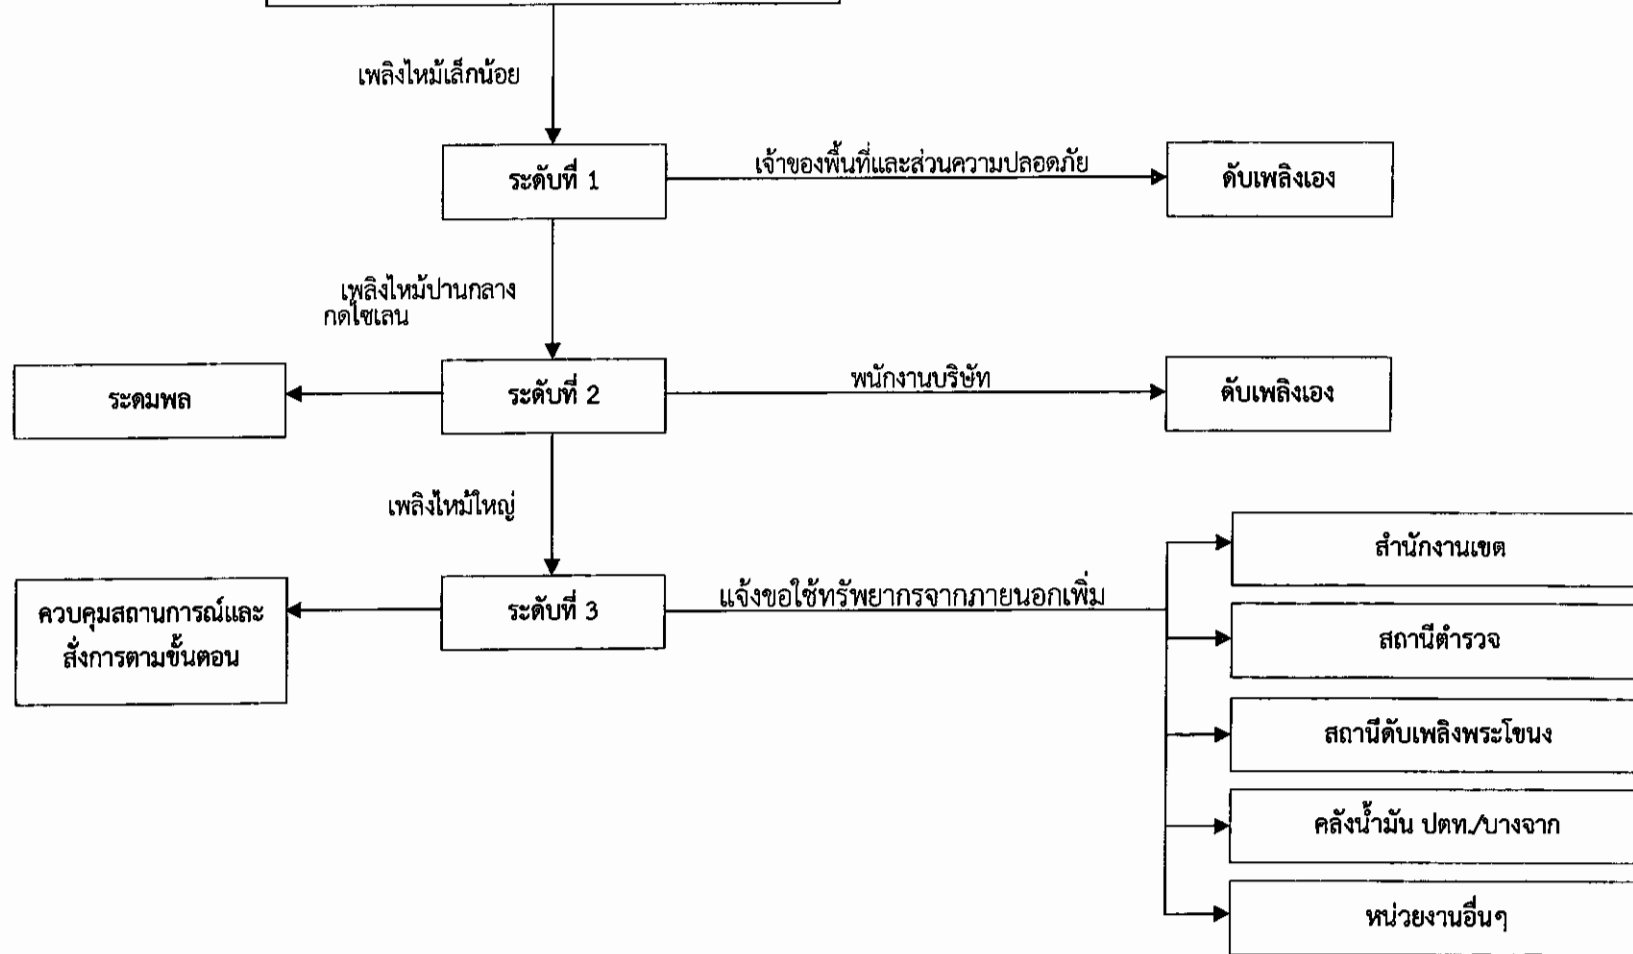 เพลิงไหม้เล็กน้อย
ระดับที่ 1
เจ้าของพื้นที่และส่วนความปลอดภัย
ดับเพลิงเอง
เพลิงไหม้ปานกลาง
กดไซเลน
ระดมพล
ระดับที่ 2
พนักงานบริษัท
ดับเพลิงเอง
เพลิงไหม้ใหญ่
ควบคุมสถานการณ์และ
สั่งการตามขั้นตอน
ระดับที่ 3
แจ้งขอใช้ทรัพยากรจากภายนอกเพิ่ม
สำนักงานเขต
สถานีตำรวจ
สถานีดับเพลิงพระโขนง
คลังน้ำมัน ปตท./บางจาก
หน่วยงานอื่นๆ